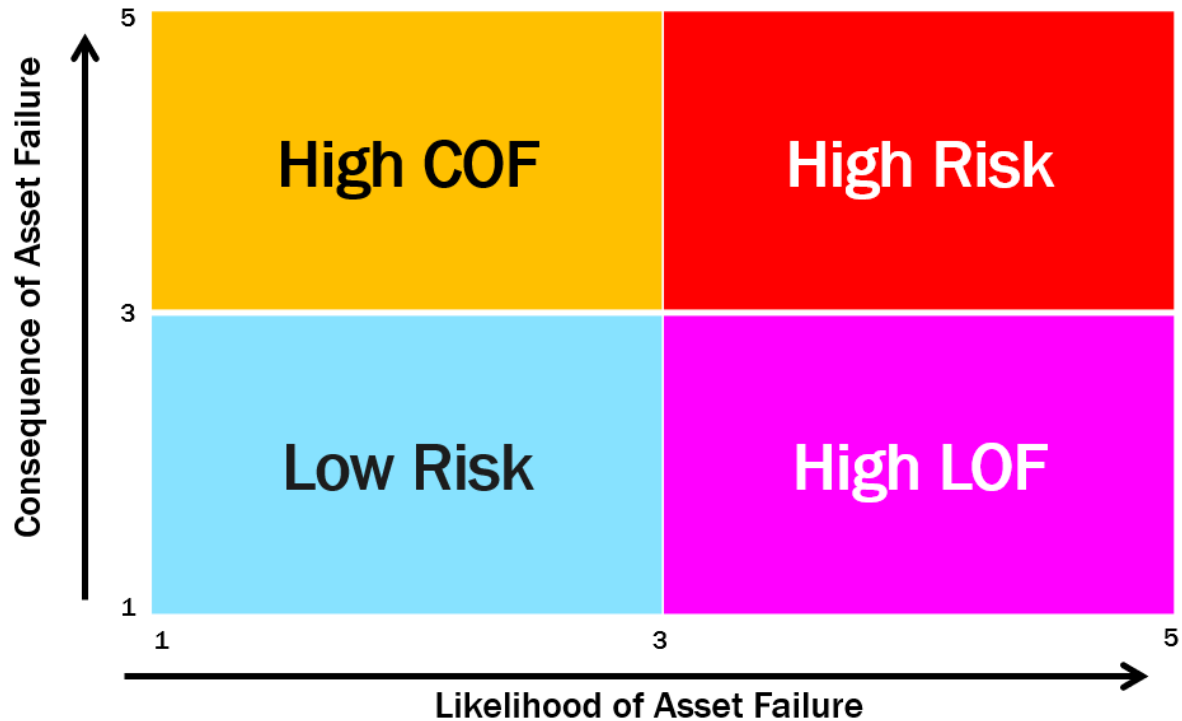 5
Consequence of Asset Failure
High COF
High Risk
3
Low Risk
High LOF
1
1
3
5
Likelihood of Asset Failure